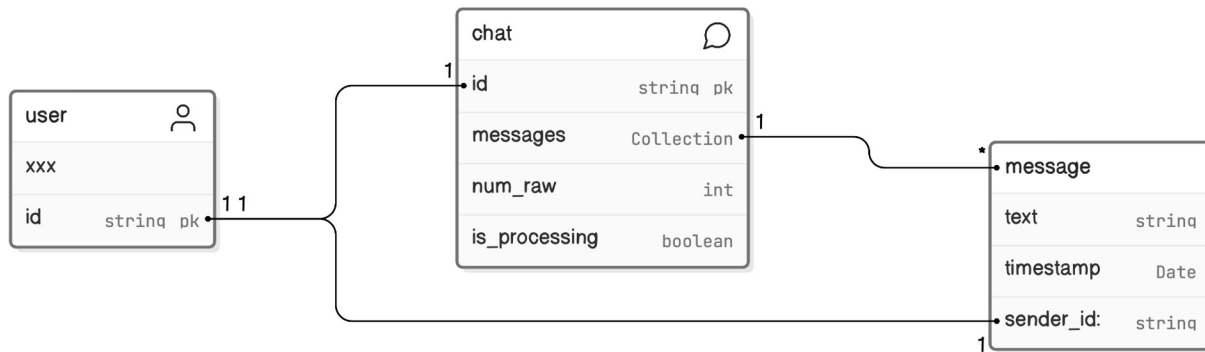 user
xxx
id string pk
1 1
chat
1
id string pk
messages Collection
1
num_raw int
is_processing boolean
*
message
text string
timestamp Date
sender_id: string
1